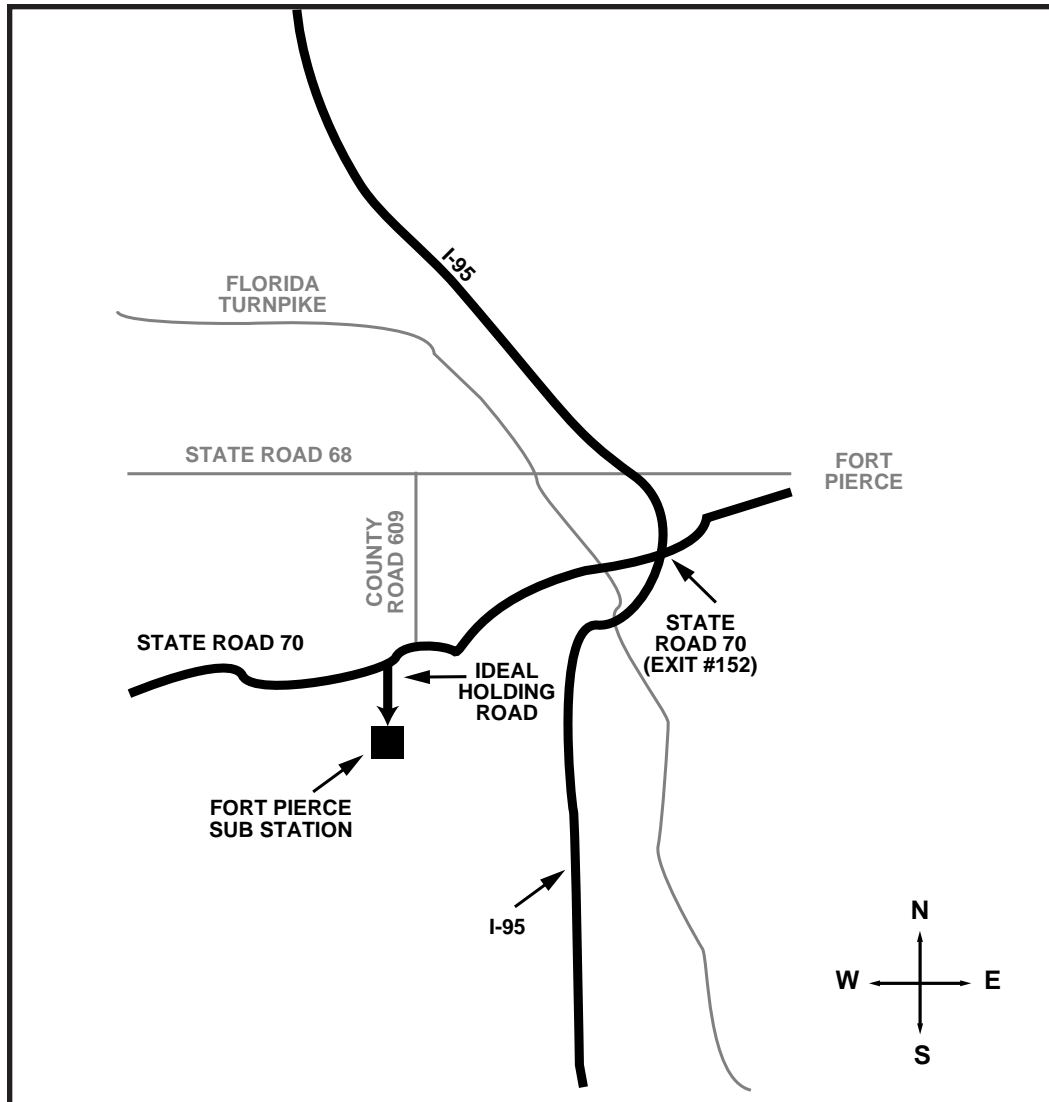 I-95
FLORIDA
TURNPIKE
STATE ROAD 68
FORT
PIERCE
COUNTY
ROAD 609
STATE ROAD 70
IDEAL
HOLDING
ROAD
STATE
ROAD 70
(EXIT #152)
FORT PIERCE
SUB STATION
I-95
N
W E
S